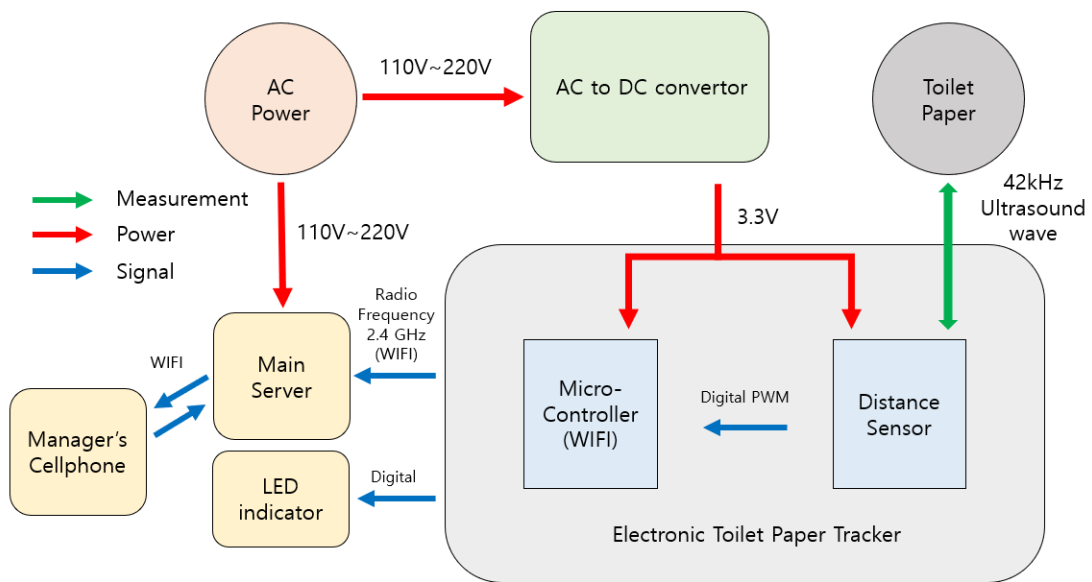 AC
Power
110V~220V
AC to DC convertor
Toilet
Paper
Measurement
Power
Signal
110V~220V
3.3V
42kHz
Ultrasound
wave
Radio
Frequency
2.4 GHz
(WIFI)
WIFI
Main
Server
Manager's
Cellphone
LED
indicator
Digital
Micro-
Controller
(WIFI)
Digital PWM
Distance
Sensor
Electronic Toilet Paper Tracker